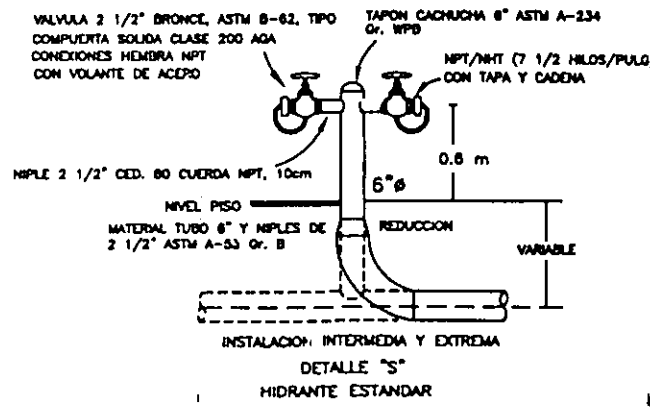 VALVULA 2 1/2" BRONCE, ASTM B-62, TIPO
COMPUERTA SOLIDA CLASE 200 AGA
CONEXIONES HEMBRA NPT
CON VOLANTE DE ACERO
TAPON CACHUCHA 6" ASTM A-234
Gr. WPB
NPT/NHT (7 1/2 HILOS/PULG)
CON TAPA Y CADENA
0.6 m
NIPLE 2 1/2" CED. 80 CUERDA NPT, 10cm
6"ø
NIVEL PISO
MATERIAL TUBO 6" Y NIPLES DE
2 1/2" ASTM A-53 Gr. B
REDUCCION
VARIABLE
INSTALACION INTERMEDIA Y EXTREMA
DETALLE "S"
HIDRANTE ESTANDAR